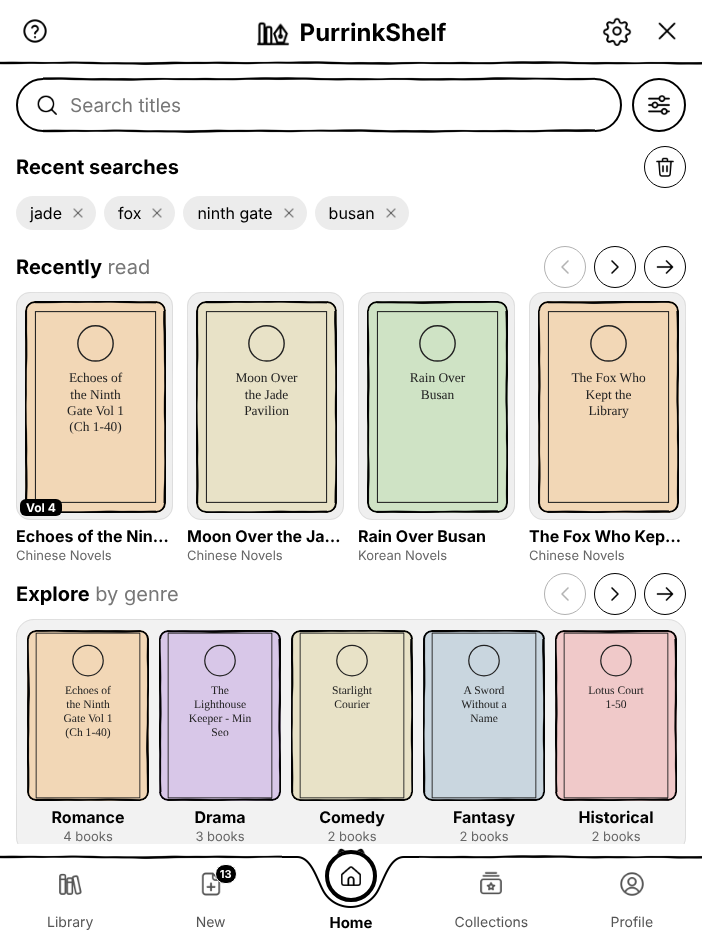 PurrinkShelf
Search titles
Recent searches
jade
fox
ninth gate
busan
Recently read
Echoes of
the Ninth
Gate Vol 1
(Ch 1-40)
Vol 4
Moon Over
the Jade
Pavilion
Rain Over
Busan
The Fox Who
Kept the
Library
Echoes of the Nin...
Chinese Novels
Moon Over the Ja...
Chinese Novels
Rain Over Busan
Korean Novels
The Fox Who Kep...
Chinese Novels
Explore by genre
Echoes of
the Ninth
Gate Vol 1
(Ch 1-40)
The
Lighthouse
Keeper - Min
Seo
Starlight
Courier
A Sword
Without a
Name
Lotus Court
1-50
Romance
4 books
Drama
3 books
Comedy
2 books
Fantasy
2 books
Historical
2 books
Library
13
New
Home
Collections
Profile